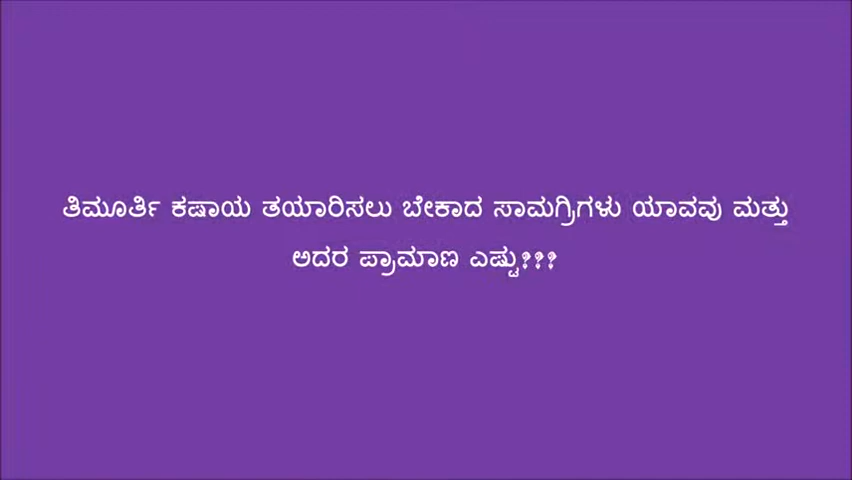 ತಿಮೂರ್ತಿ ಕಷಾಯ ತಯಾರಿಸಲು ಬೇಕಾದ ಸಾಮಗ್ರಿಗಳು ಯಾವವು ಮತ್ತು
ಅದರ ಪ್ರಾಮಾಣ ಎಷ್ಟು???